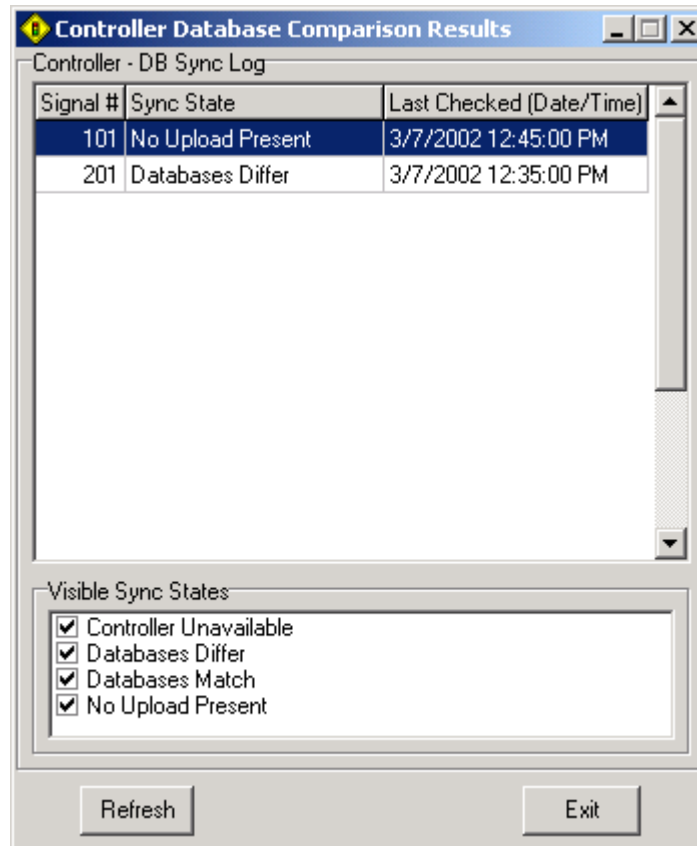 Controller Database Comparison Results
Controller - DB Sync Log
Signal # Sync State Last Checked (Date/Time)
101 No Upload Present 3/7/2002 12:45:00 PM
201 Databases Differ 3/7/2002 12:35:00 PM
Visible Sync States
Controller Unavailable
Databases Differ
Databases Match
No Upload Present
Refresh Exit